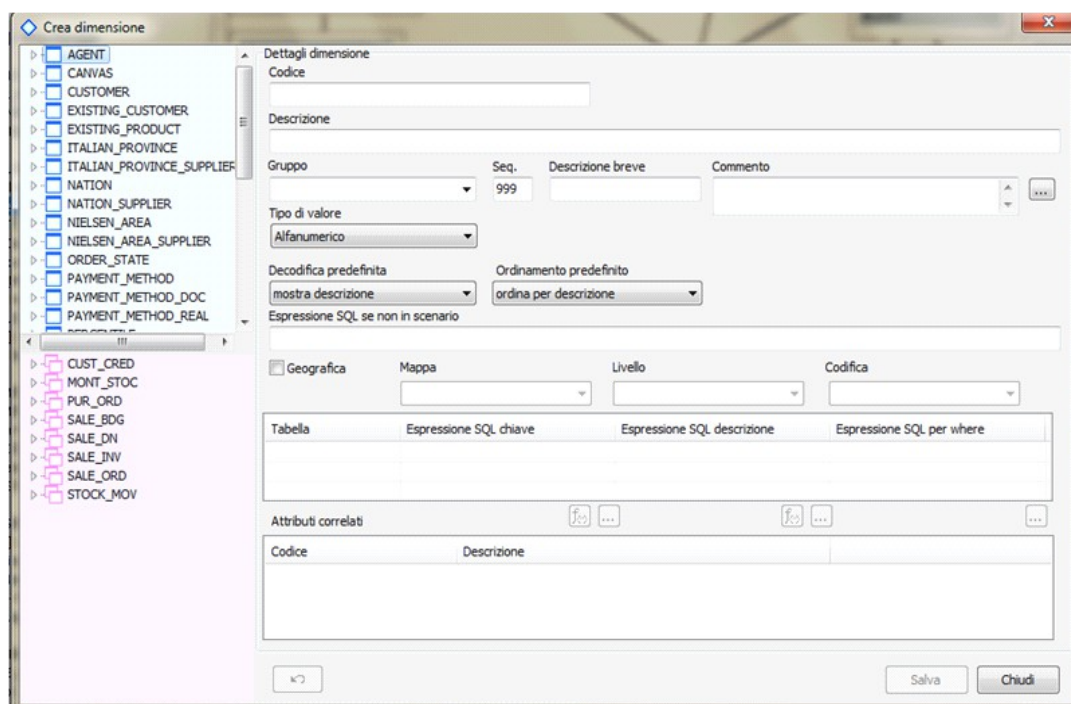 Crea dimensione
AGENT
CANVAS
CUSTOMER
EXISTING_CUSTOMER
EXISTING_PRODUCT
ITALIAN_PROVINCE
ITALIAN_PROVINCE_SUPPLIER
NATION
NATION_SUPPLIER
NIELSEN_AREA
NIELSEN_AREA_SUPPLIER
ORDER_STATE
PAYMENT_METHOD
PAYMENT_METHOD_DOC
PAYMENT_METHOD_REAL
CUST_CRED
MONT_STOC
PUR_ORD
SALE_BDG
SALE_DN
SALE_INV
SALE_ORD
STOCK_MOV
Dettagli dimensione
Codice
Descrizione
Gruppo Seq. Descrizione breve Commento
999 ...
Tipo di valore
Alfanumerico
Decodifica predefinita Ordinamento predefinito
mostra descrizione ordina per descrizione
Espressione SQL se non in scenario
Geografica Mappa Livello Codifica
Tabella Espressione SQL chiave Espressione SQL descrizione Espressione SQL per where
Attributi correlati ... ... ...
Codice Descrizione
Salva Chiudi